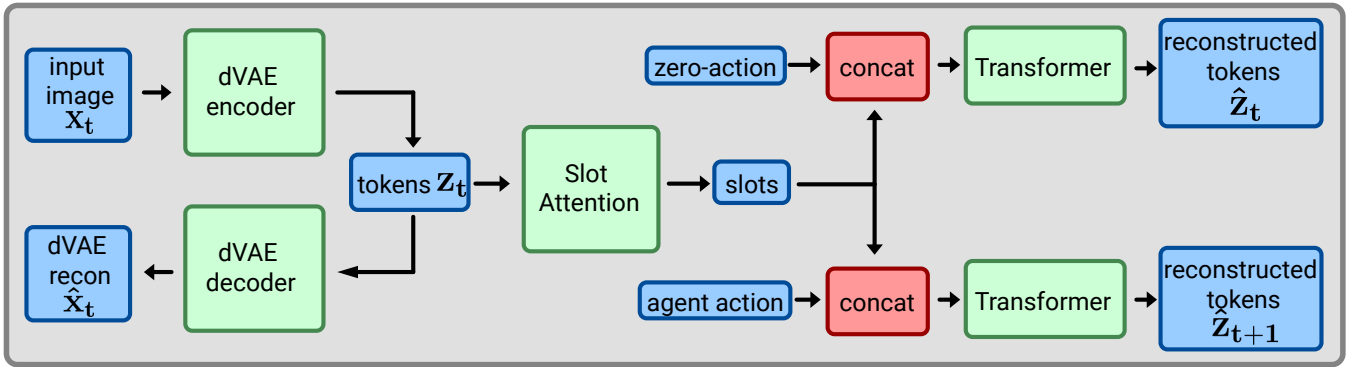 input
image
x_t
dVAE
encoder
tokens z_t
dVAE
decoder
dVAE
recon
x̂_t
Slot
Attention
slots
zero-action
concat
Transformer
reconstructed
tokens
ẑ_t
agent action
concat
Transformer
reconstructed
tokens
ẑ_{t+1}